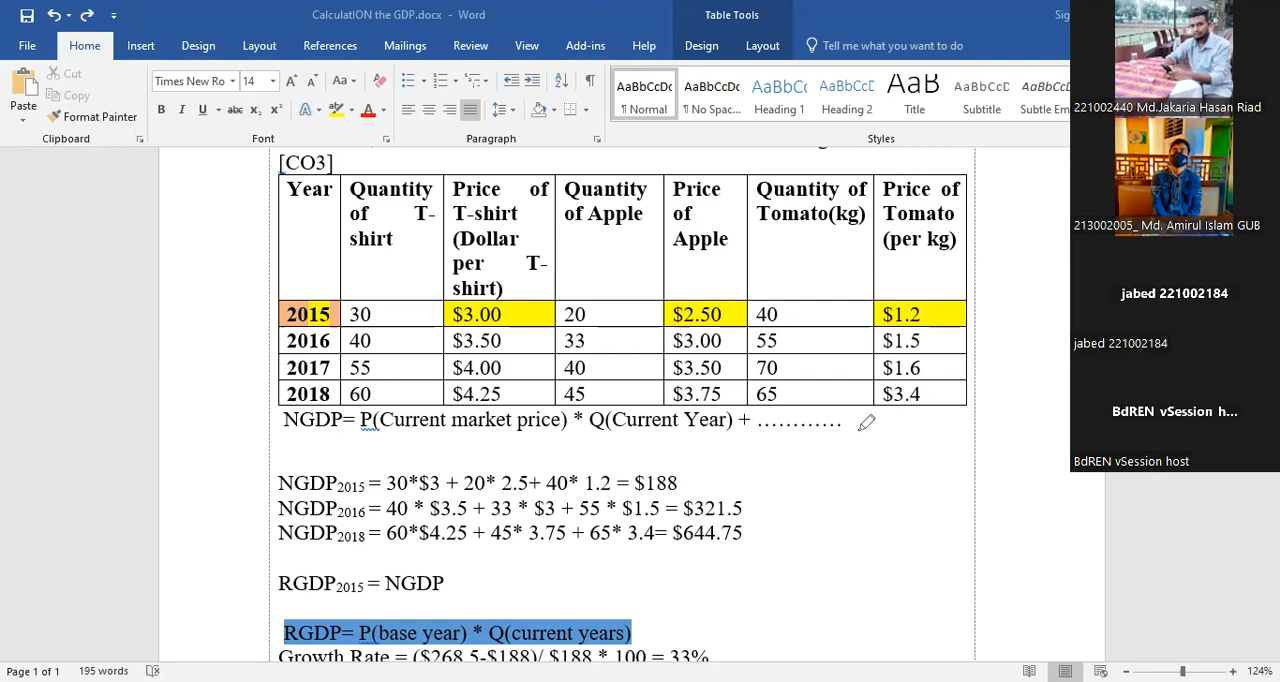 CalculatION the GDP.docx - Word
Table Tools
Sig
File Home Insert Design Layout References Mailings Review View Add-ins Help Design Layout Tell me what you want to do
Paste
Cut
Copy
Format Painter
Clipboard
Times New Ro 14
Font
Paragraph
AaBbCcDc AaBbCcDc AaBbC AaBbCcE AaB AaBbCcD AaBbCcDc
¶ Normal ¶ No Spac... Heading 1 Heading 2 Title Subtitle Subtle Em
Styles
[CO3]
Year Quantity of T-shirt Price of T-shirt (Dollar per T-shirt) Quantity of Apple Price of Apple Quantity of Tomato(kg) Price of Tomato (per kg)
2015 30 $3.00 20 $2.50 40 $1.2
2016 40 $3.50 33 $3.00 55 $1.5
2017 55 $4.00 40 $3.50 70 $1.6
2018 60 $4.25 45 $3.75 65 $3.4
NGDP= P(Current market price) * Q(Current Year) + …………
NGDP2015 = 30*$3 + 20* 2.5+ 40* 1.2 = $188
NGDP2016 = 40 * $3.5 + 33 * $3 + 55 * $1.5 = $321.5
NGDP2018 = 60*$4.25 + 45* 3.75 + 65* 3.4= $644.75
RGDP2015 = NGDP
RGDP= P(base year) * Q(current years)
Growth Rate = ($268.5-$188)/ $188 * 100 = 33%
Page 1 of 1 195 words
124%
221002440 Md.Jakaria Hasan Riad
213002005_ Md. Amirul Islam GUB
jabed 221002184
jabed 221002184
BdREN vSession h...
BdREN vSession host